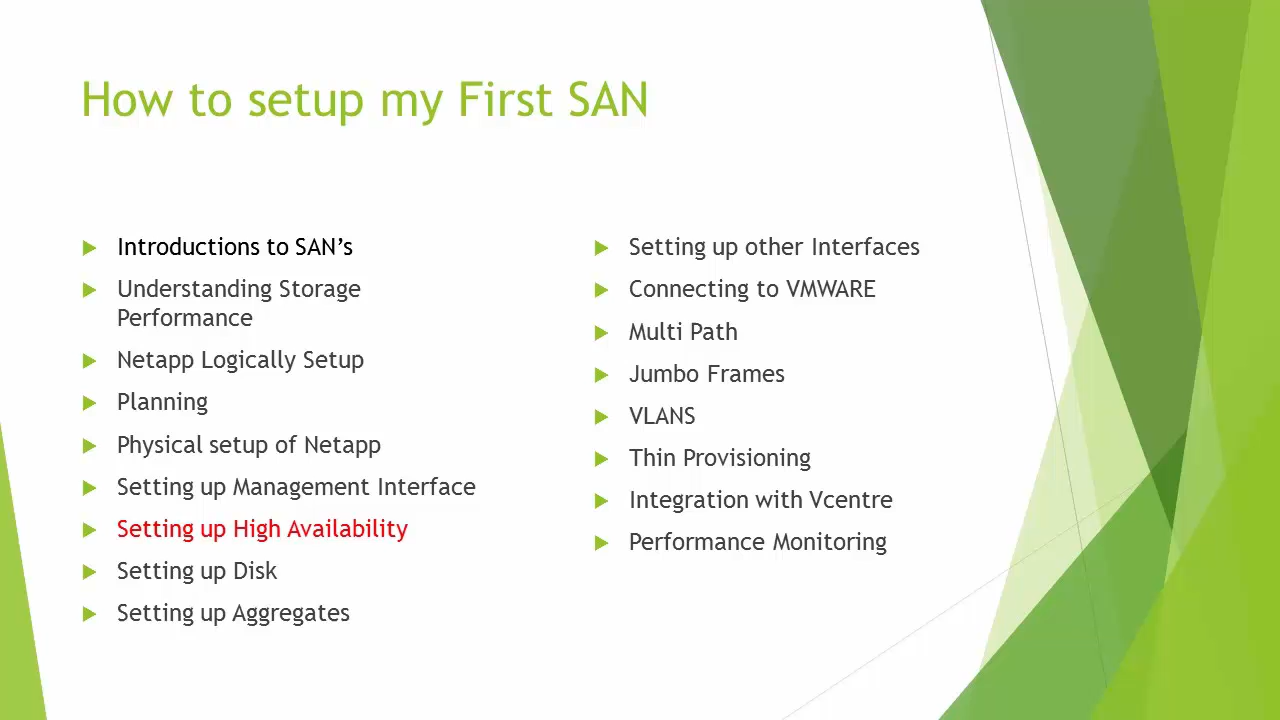 How to setup my First SAN
Introductions to SAN’s
Understanding Storage
Performance
Netapp Logically Setup
Planning
Physical setup of Netapp
Setting up Management Interface
Setting up High Availability
Setting up Disk
Setting up Aggregates
Setting up other Interfaces
Connecting to VMWARE
Multi Path
Jumbo Frames
VLANS
Thin Provisioning
Integration with Vcentre
Performance Monitoring